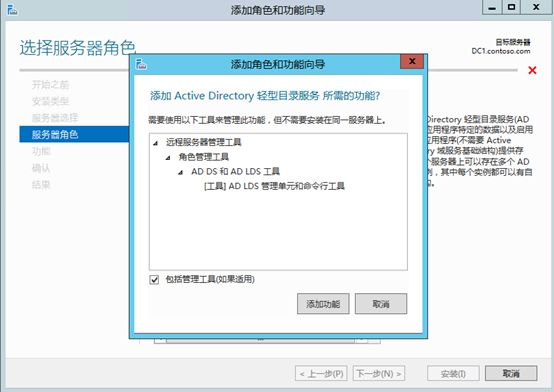 添加角色和功能向导
选择服务器角色
目标服务器
DC1.contoso.com
开始之前
安装类型
服务器选择
服务器角色
功能
确认
结果
添加角色和功能向导
添加 Active Directory 轻型目录服务 所需的功能?
需要使用以下工具来管理此功能，但不需要安装在同一服务器上。
远程服务器管理工具
角色管理工具
AD DS 和 AD LDS 工具
[工具] AD LDS 管理单元和命令行工具
包括管理工具(如果适用)
添加功能
取消
Directory 轻型目录服务(AD
应用程序特定的数据以及启用
应用程序(不需要 Active
ry 域服务基础结构)提供存
个服务器上可以存在多个 AD
例，其中每个实例都可以有自
< 上一步(P)
下一步(N) >
安装(I)
取消